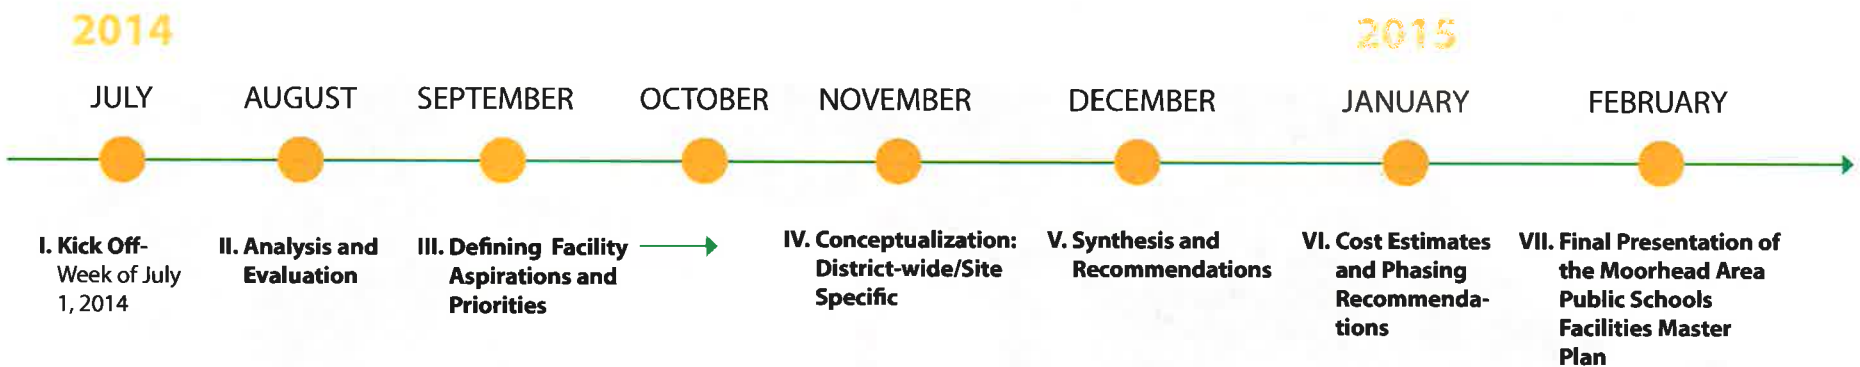 2014
2015
JULY
AUGUST
SEPTEMBER
OCTOBER
NOVEMBER
DECEMBER
JANUARY
FEBRUARY
I. Kick Off-
Week of July
1, 2014
II. Analysis and
Evaluation
III. Defining Facility
Aspirations and
Priorities
IV. Conceptualization:
District-wide/Site
Specific
V. Synthesis and
Recommendations
VI. Cost Estimates
and Phasing
Recommenda-
tions
VII. Final Presentation of
the Moorhead Area
Public Schools
Facilities Master
Plan